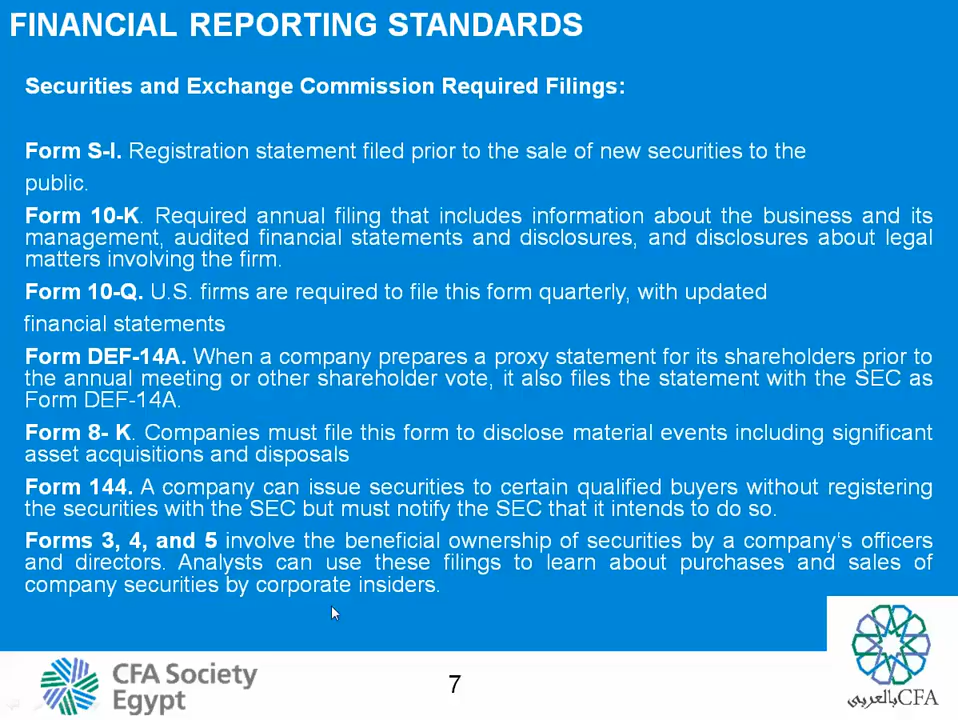 FINANCIAL REPORTING STANDARDS
Securities and Exchange Commission Required Filings:
Form S-I. Registration statement filed prior to the sale of new securities to the
public.
Form 10-K. Required annual filing that includes information about the business and its
management, audited financial statements and disclosures, and disclosures about legal
matters involving the firm.
Form 10-Q. U.S. firms are required to file this form quarterly, with updated
financial statements
Form DEF-14A. When a company prepares a proxy statement for its shareholders prior to
the annual meeting or other shareholder vote, it also files the statement with the SEC as
Form DEF-14A.
Form 8- K. Companies must file this form to disclose material events including significant
asset acquisitions and disposals
Form 144. A company can issue securities to certain qualified buyers without registering
the securities with the SEC but must notify the SEC that it intends to do so.
Forms 3, 4, and 5 involve the beneficial ownership of securities by a company's officers
and directors. Analysts can use these filings to learn about purchases and sales of
company securities by corporate insiders.
CFA Society
Egypt
7
CFA بالعربي